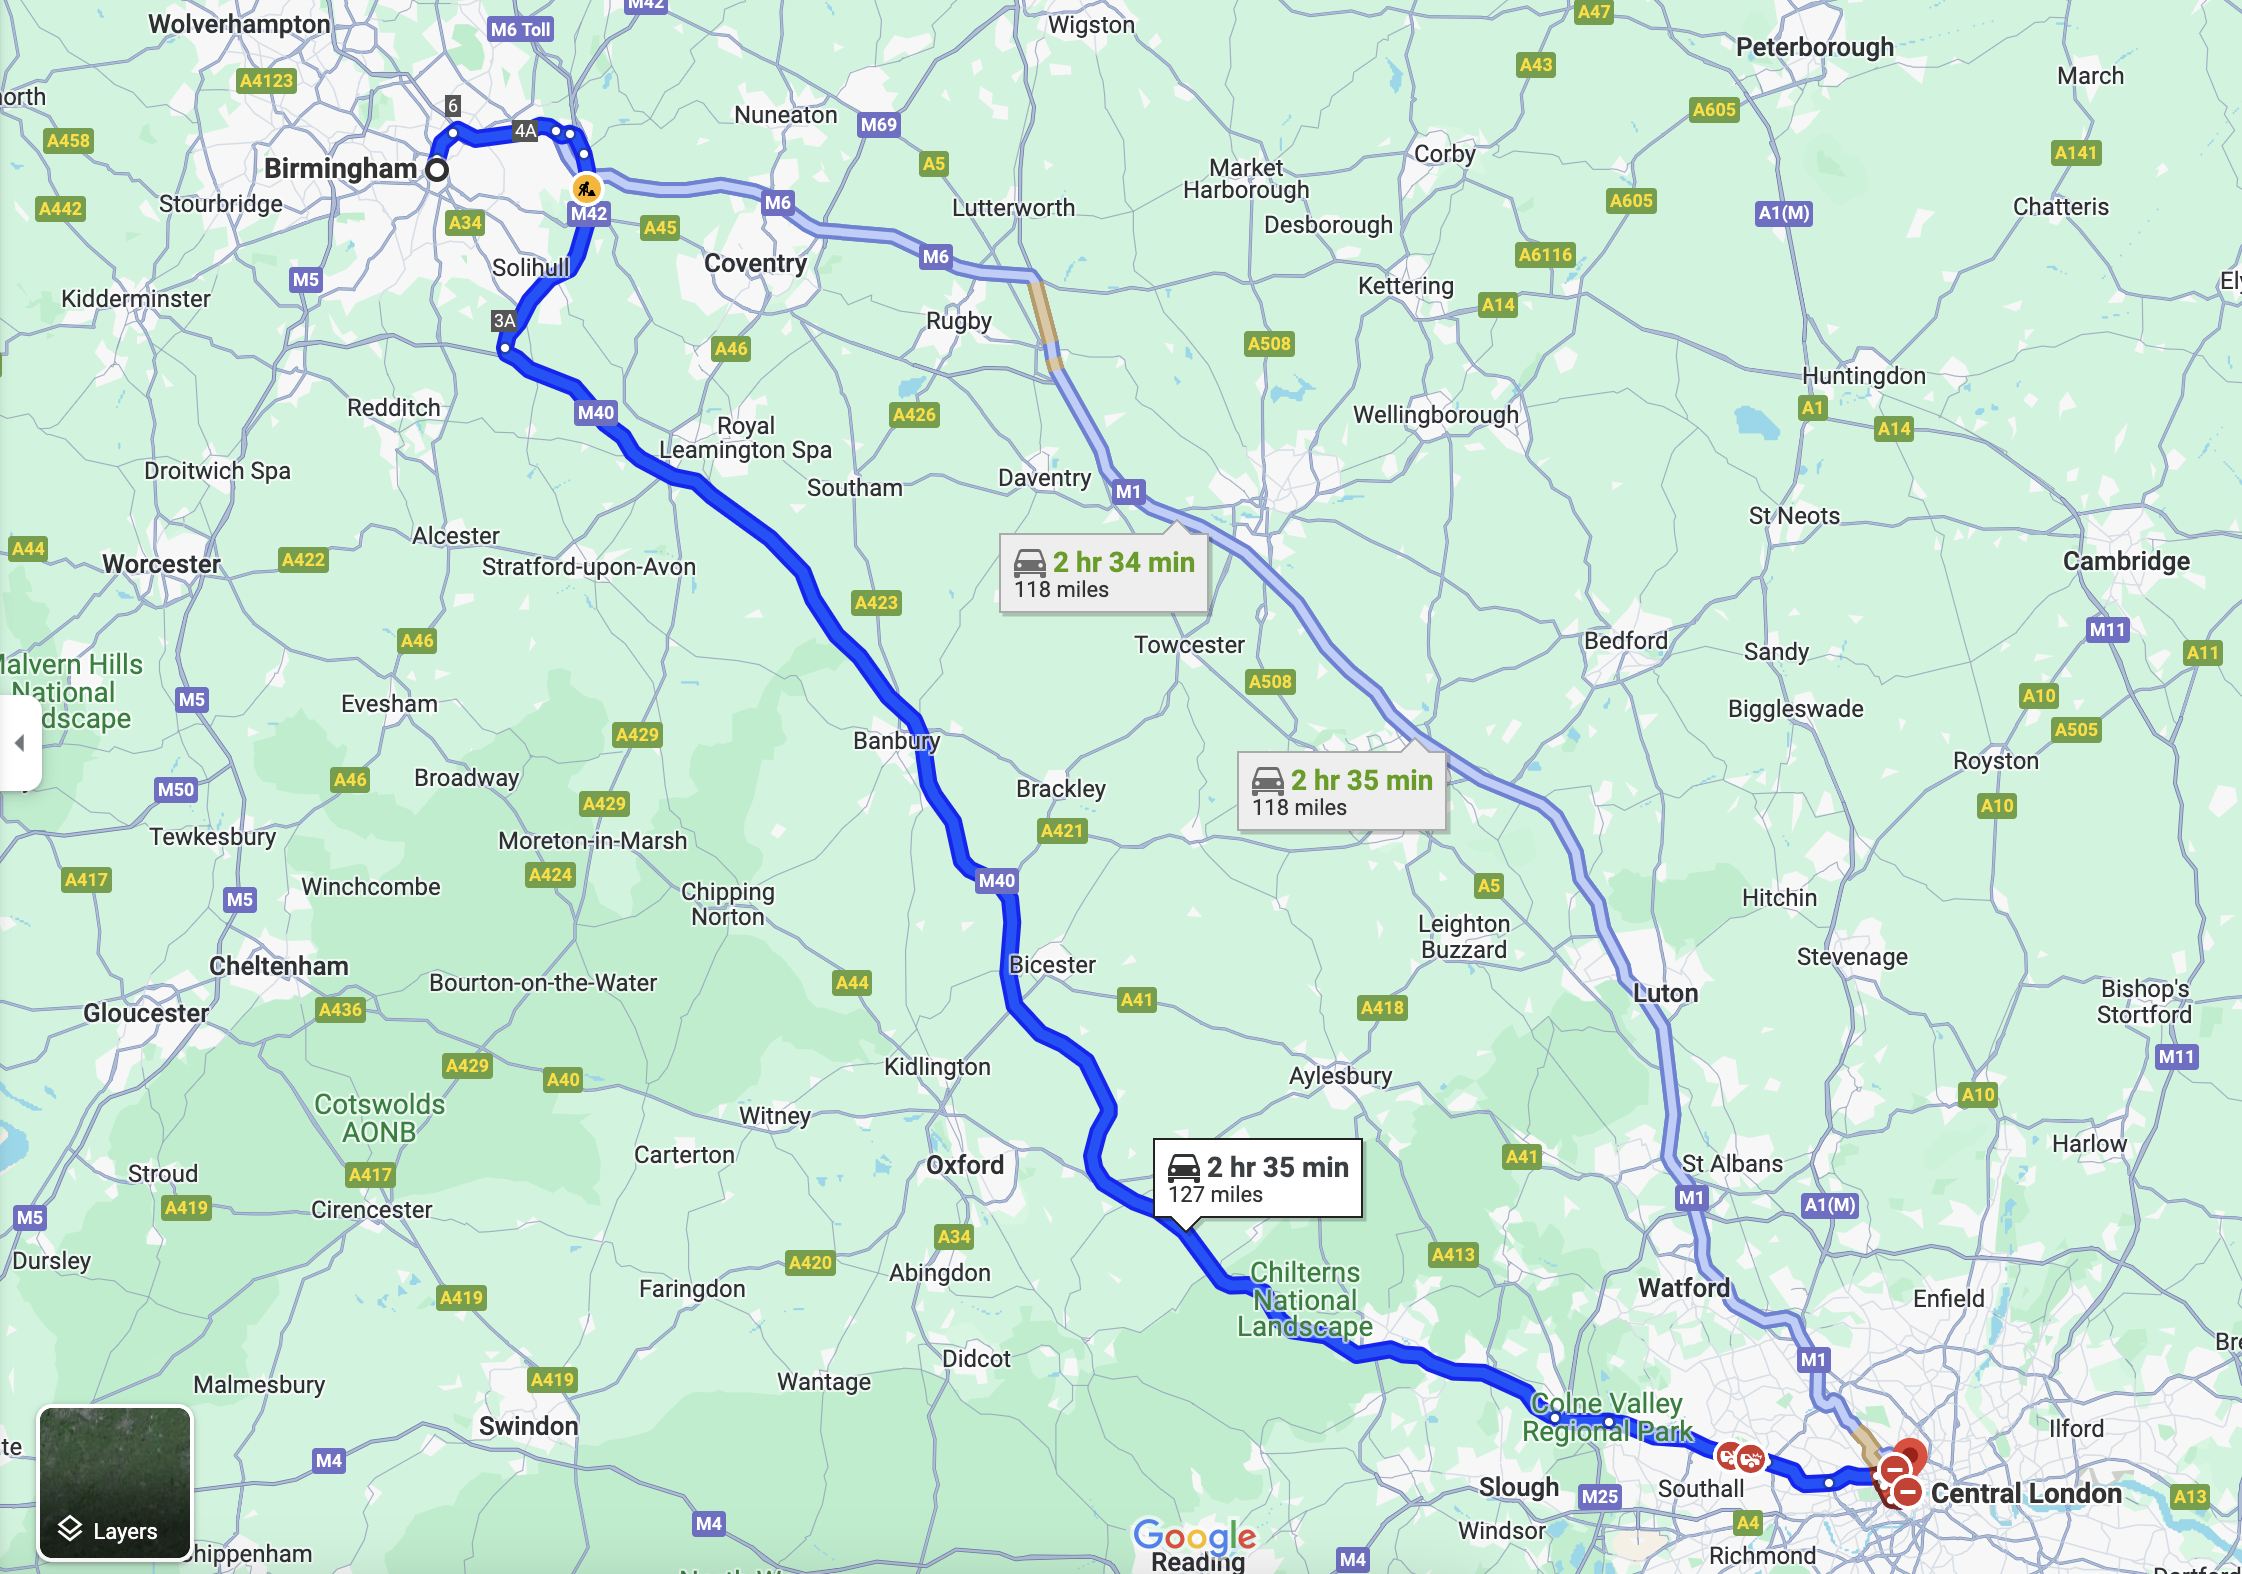 Wolverhampton
M6 Toll
M42
Wigston
A47
Peterborough
A4123
A43
March
orth
6
Nuneaton
M69
A605
A458
4A
Birmingham
A5
Market
Harborough
Corby
A141
A442
Stourbridge
A34
M42
A45
M6
Lutterworth
Desborough
A605
A1(M)
Chatteris
Solihull
Coventry
M6
A6116
M5
Kidderminster
Kettering
A14
Ely
3A
Rugby
A46
A508
Huntingdon
Redditch
M40
A426
Wellingborough
A1
A14
Royal
Leamington Spa
Droitwich Spa
Southam
Daventry
M1
St Neots
A44
Worcester
A422
Alcester
Stratford-upon-Avon
2 hr 34 min
118 miles
Cambridge
A423
A46
Towcester
Bedford
M11
Sandy
A11
Malvern Hills
National
dscape
M5
Evesham
A508
A10
Biggleswade
A505
A429
Banbury
M50
A46
Broadway
Brackley
2 hr 35 min
118 miles
Royston
A429
A10
Tewkesbury
Moreton-in-Marsh
A421
A417
Winchcombe
A424
M40
A5
M5
Chipping
Norton
Hitchin
Leighton
Buzzard
Cheltenham
Bicester
Stevenage
Bourton-on-the-Water
A44
A41
A418
Luton
Bishop's
Stortford
Gloucester
A436
A429
A40
Kidlington
Aylesbury
M11
Cotswolds
AONB
Witney
A10
Carterton
Oxford
2 hr 35 min
127 miles
A41
St Albans
Harlow
Stroud
A417
A419
Cirencester
M1
A1(M)
M5
Dursley
A420
A34
A413
Abingdon
Chilterns
National
Landscape
Faringdon
A419
Watford
Enfield
Bre
Didcot
M1
Malmesbury
A419
Wantage
Swindon
Colne Valley
Regional Park
Ilford
te
M4
Slough
Southall
Central London
M25
A13
Layers
M4
Google
Windsor
A4
hippenham
Reading
M4
Richmond